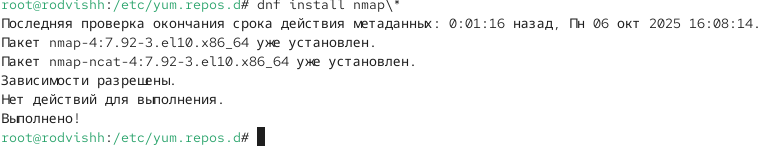 root@rodvishh:/etc/yum.repos.d# dnf install nmap\*
Последняя проверка окончания срока действия метаданных: 0:01:16 назад, Пн 06 окт 2025 16:08:14.
Пакет nmap-4:7.92-3.el10.x86_64 уже установлен.
Пакет nmap-ncat-4:7.92-3.el10.x86_64 уже установлен.
Зависимости разрешены.
Нет действий для выполнения.
Выполнено!
root@rodvishh:/etc/yum.repos.d#